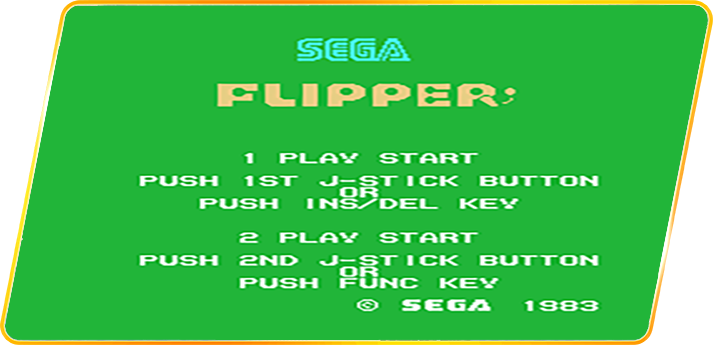 SEGA
FLIPPER;
1 PLAY START
PUSH 1ST J-STICK BUTTON
OR
PUSH INS/DEL KEY
2 PLAY START
PUSH 2ND J-STICK BUTTON
OR
PUSH FUNC KEY
© SEGA 1983